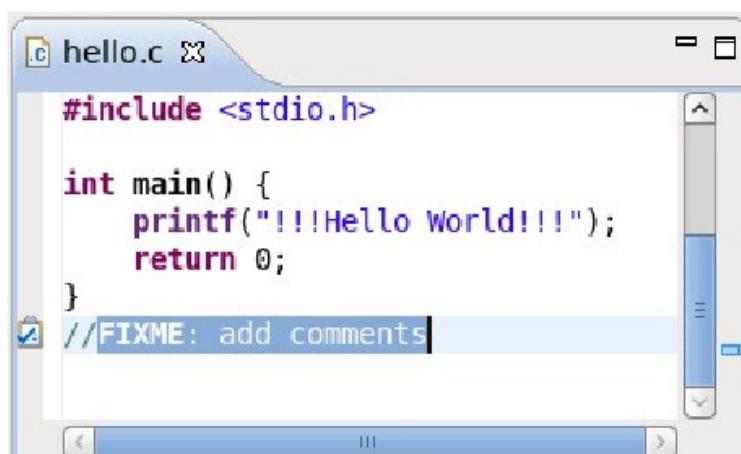 hello.c
#include <stdio.h>
int main() {
    printf("!!!Hello World!!!");
    return 0;
}
//FIXME: add comments